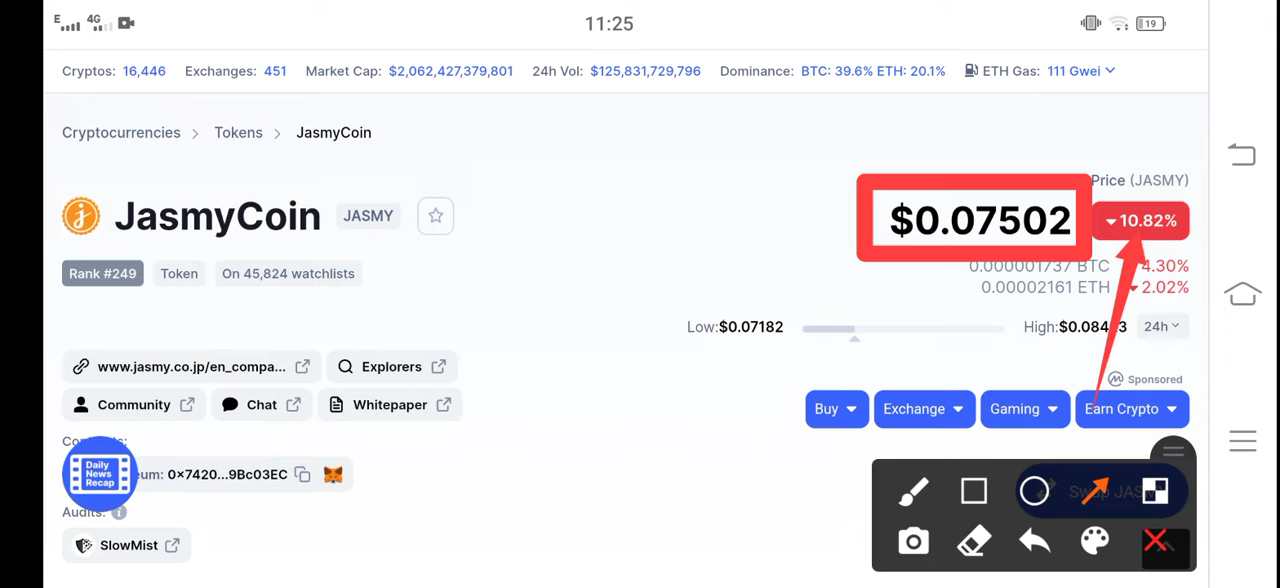 E 4G 11:25 19
Cryptos: 16,446 Exchanges: 451 Market Cap: $2,062,427,379,801 24h Vol: $125,831,729,796 Dominance: BTC: 39.6% ETH: 20.1% ETH Gas: 111 Gwei
Cryptocurrencies > Tokens > JasmyCoin
Price (JASMY)
JasmyCoin JASMY $0.07502 10.82%
Rank #249 Token On 45,824 watchlists 0.000001737 BTC 4.30%
0.00002161 ETH 2.02%
Low:$0.07182 High: 24h
www.jasmy.co.jp/en_compa... Explorers
Sponsored
Community Chat Whitepaper Buy Exchange Gaming Earn Crypto
Daily
News
Recap
0x7420...9Bc03EC
Swap
Audits: i
SlowMist